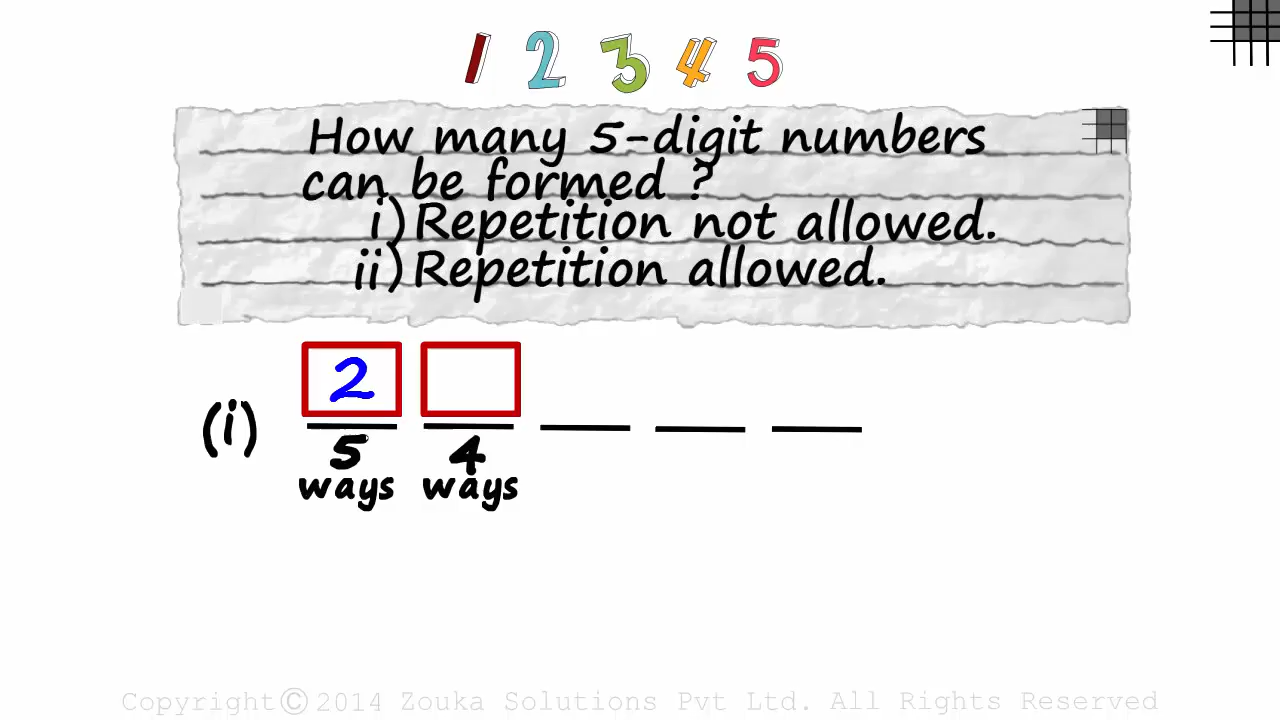 1 2 3 4 5
How many 5-digit numbers
can be formed ?
i) Repetition not allowed.
ii) Repetition allowed.
2
(i)
5 4
ways ways
Copyright© 2014 Zouka Solutions Pvt Ltd. All Rights Reserved